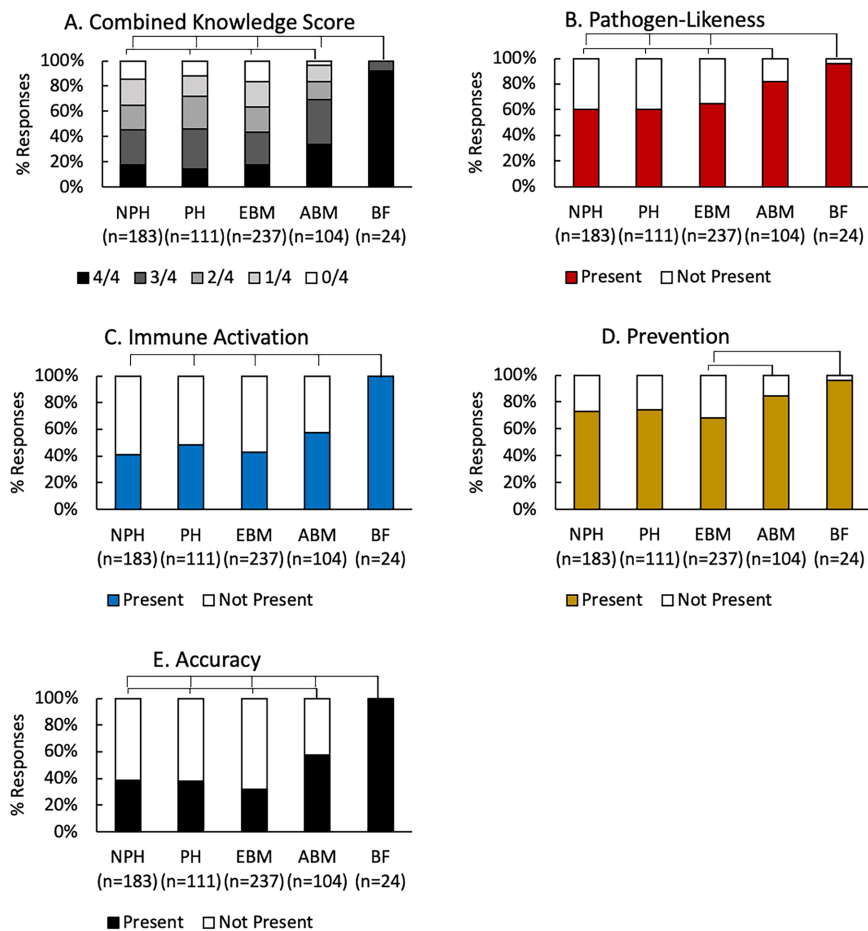 A. Combined Knowledge Score
% Responses
100%
80%
60%
40%
20%
0%
NPH PH EBM ABM BF
(n=183) (n=111) (n=237) (n=104) (n=24)
4/4 3/4 2/4 1/4 0/4
B. Pathogen-Likeness
% Responses
100%
80%
60%
40%
20%
0%
NPH PH EBM ABM BF
(n=183) (n=111) (n=237) (n=104) (n=24)
Present Not Present
C. Immune Activation
% Responses
100%
80%
60%
40%
20%
0%
NPH PH EBM ABM BF
(n=183) (n=111) (n=237) (n=104) (n=24)
Present Not Present
D. Prevention
% Responses
100%
80%
60%
40%
20%
0%
NPH PH EBM ABM BF
(n=183) (n=111) (n=237) (n=104) (n=24)
Present Not Present
E. Accuracy
% Responses
100%
80%
60%
40%
20%
0%
NPH PH EBM ABM BF
(n=183) (n=111) (n=237) (n=104) (n=24)
Present Not Present